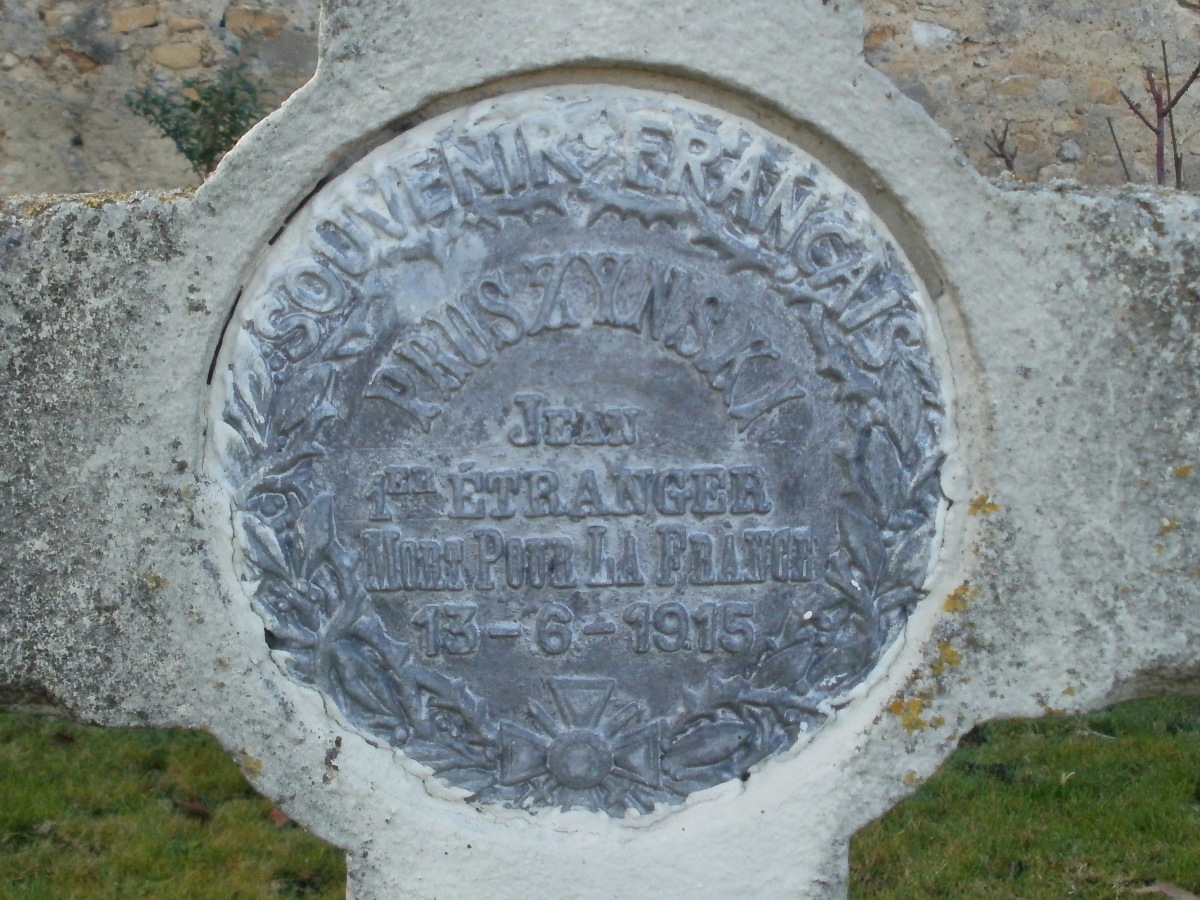 SOUVENIR FRANÇAIS
PRUSZYNSKI
JEAN
1ER ÉTRANGER
MORT POUR LA FRANCE
13-6-1915